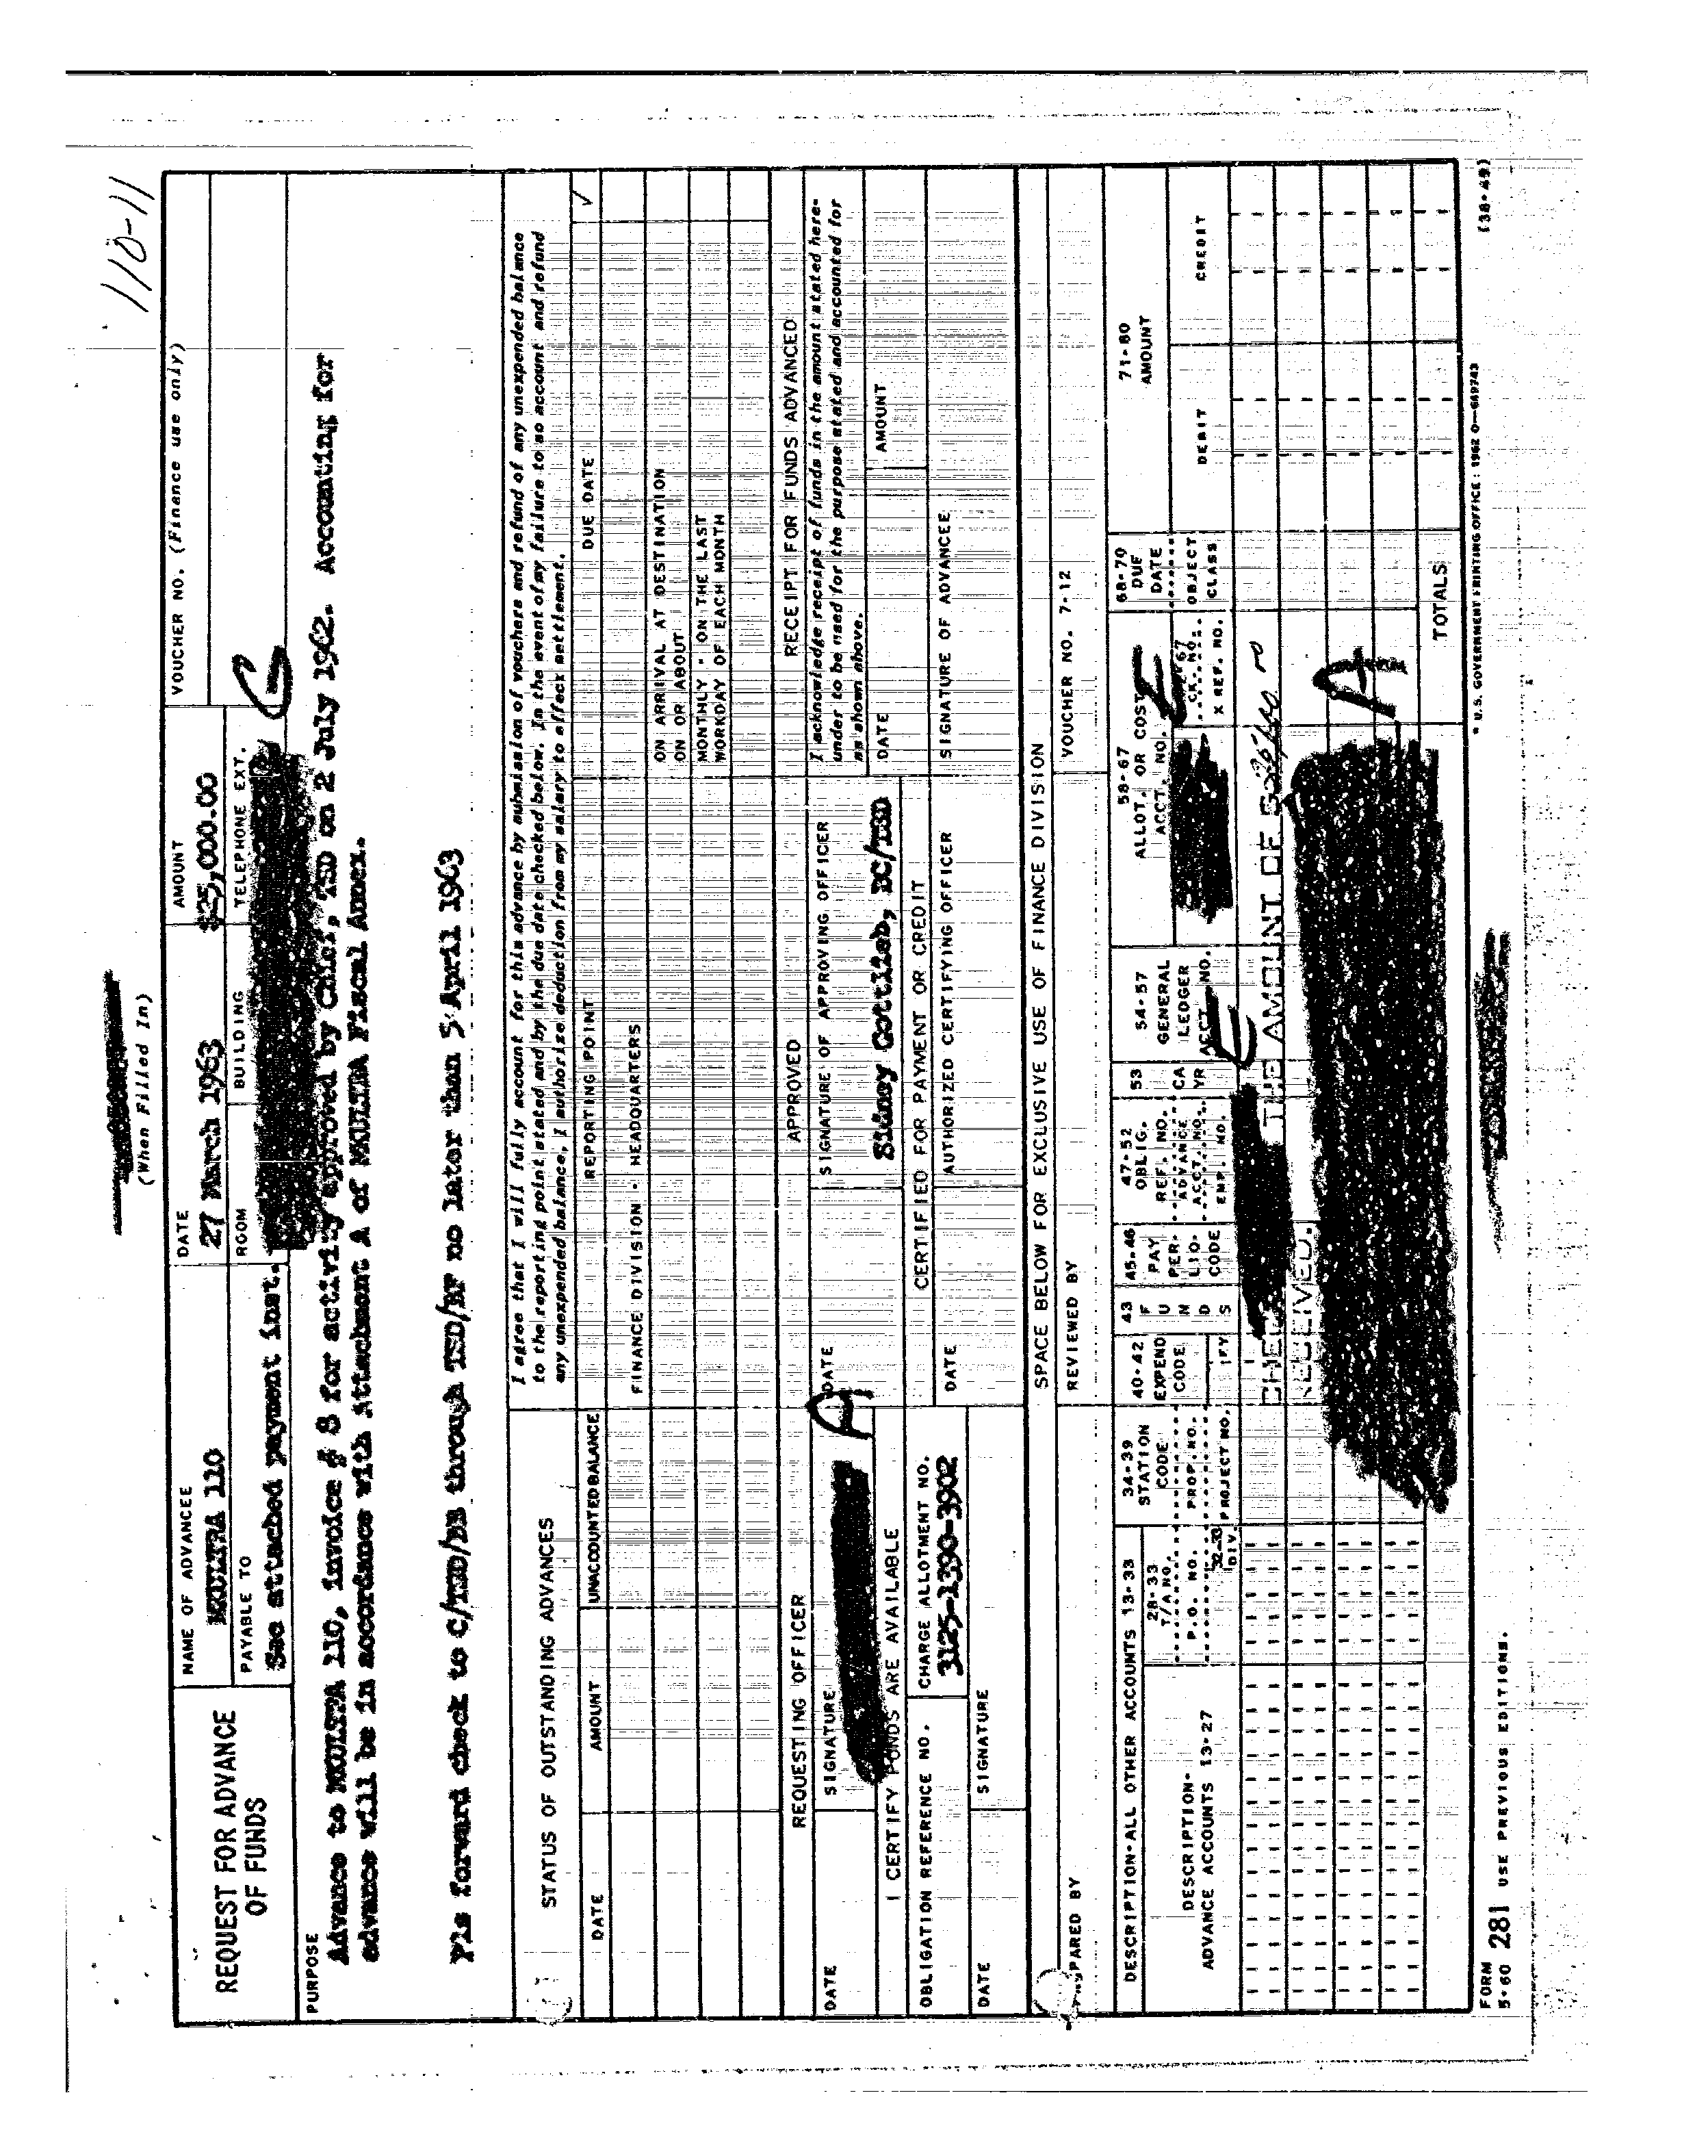 110-11
(When Filled In)
REQUEST FOR ADVANCE
OF FUNDS
NAME OF ADVANCEE
MKULTRA 110
DATE
27 March 1963
AMOUNT
$25,000.00
VOUCHER NO. (Finance use only)
PAYABLE TO
See attached payment inst.
ROOM
BUILDING
TELEPHONE EXT.
C
PURPOSE
Advance to MKULTRA 110, Invoice # 8 for activity approved by Chief, TSD on 2 July 1962. Accounting for
advance will be in accordance with Attachment A of MKULTRA Fiscal Annex.
Pls forward check to C/TSD/BB through TSD/BF no later than 5 April 1963
STATUS OF OUTSTANDING ADVANCES
I agree that I will fully account for this advance by submission of vouchers and refund of any unexpended balance
to the reporting point stated and by the due date checked below. In the event of my failure to so account and refund
any unexpended balance, I authorize deduction from my salary to effect settlement.
DATE
AMOUNT
UNACCOUNTED BALANCE
REPORTING POINT
DUE DATE
√
FINANCE DIVISION - HEADQUARTERS
ON ARRIVAL AT DESTINATION
ON OR ABOUT
MONTHLY - ON THE LAST
WORKDAY OF EACH MONTH
REQUESTING OFFICER
APPROVED
RECEIPT FOR FUNDS ADVANCED
DATE
SIGNATURE
A
DATE
SIGNATURE OF APPROVING OFFICER
Sidney Gottlieb, DC/TSD
I acknowledge receipt of funds in the amount stated here-
under to be used for the purpose stated and accounted for
as shown above.
I CERTIFY FUNDS ARE AVAILABLE
CERTIFIED FOR PAYMENT OR CREDIT
DATE
AMOUNT
OBLIGATION REFERENCE NO.
CHARGE ALLOTMENT NO.
3125-1390-3902
DATE
AUTHORIZED CERTIFYING OFFICER
SIGNATURE OF ADVANCEE
DATE
SIGNATURE
SPACE BELOW FOR EXCLUSIVE USE OF FINANCE DIVISION
PREPARED BY
REVIEWED BY
VOUCHER NO. 7-12
DESCRIPTION-ALL OTHER ACCOUNTS 13-33
DESCRIPTION-
ADVANCE ACCOUNTS 13-27
28-33
T/A NO.
P.O. NO.
32-33
DIV.
34-39
STATION
CODE
PROP. NO.
PROJECT NO.
40-42
EXPEND
CODE
IFY
43
F
U
N
D
S
45-46
PAY
PER-
IOD
CODE
47-52
OBLIG.
REF. NO.
ADVANCE
ACCT. NO.
EMP. NO.
53
CA
YR
54-57
GENERAL
LEDGER
ACCT. NO.
E
58-67
ALLOT. OR COST
ACCT. NO.
E
CK. NO.
X REF. NO.
68-70
DUE
DATE
OBJECT
CLASS
71-80
AMOUNT
DEBIT
CREDIT
CHECK
THE AMOUNT OF
RECEIVED.
A
TOTALS
FORM
5-60 281 USE PREVIOUS EDITIONS.
* U.S. GOVERNMENT PRINTING OFFICE : 1962 O-649743
(38-49)